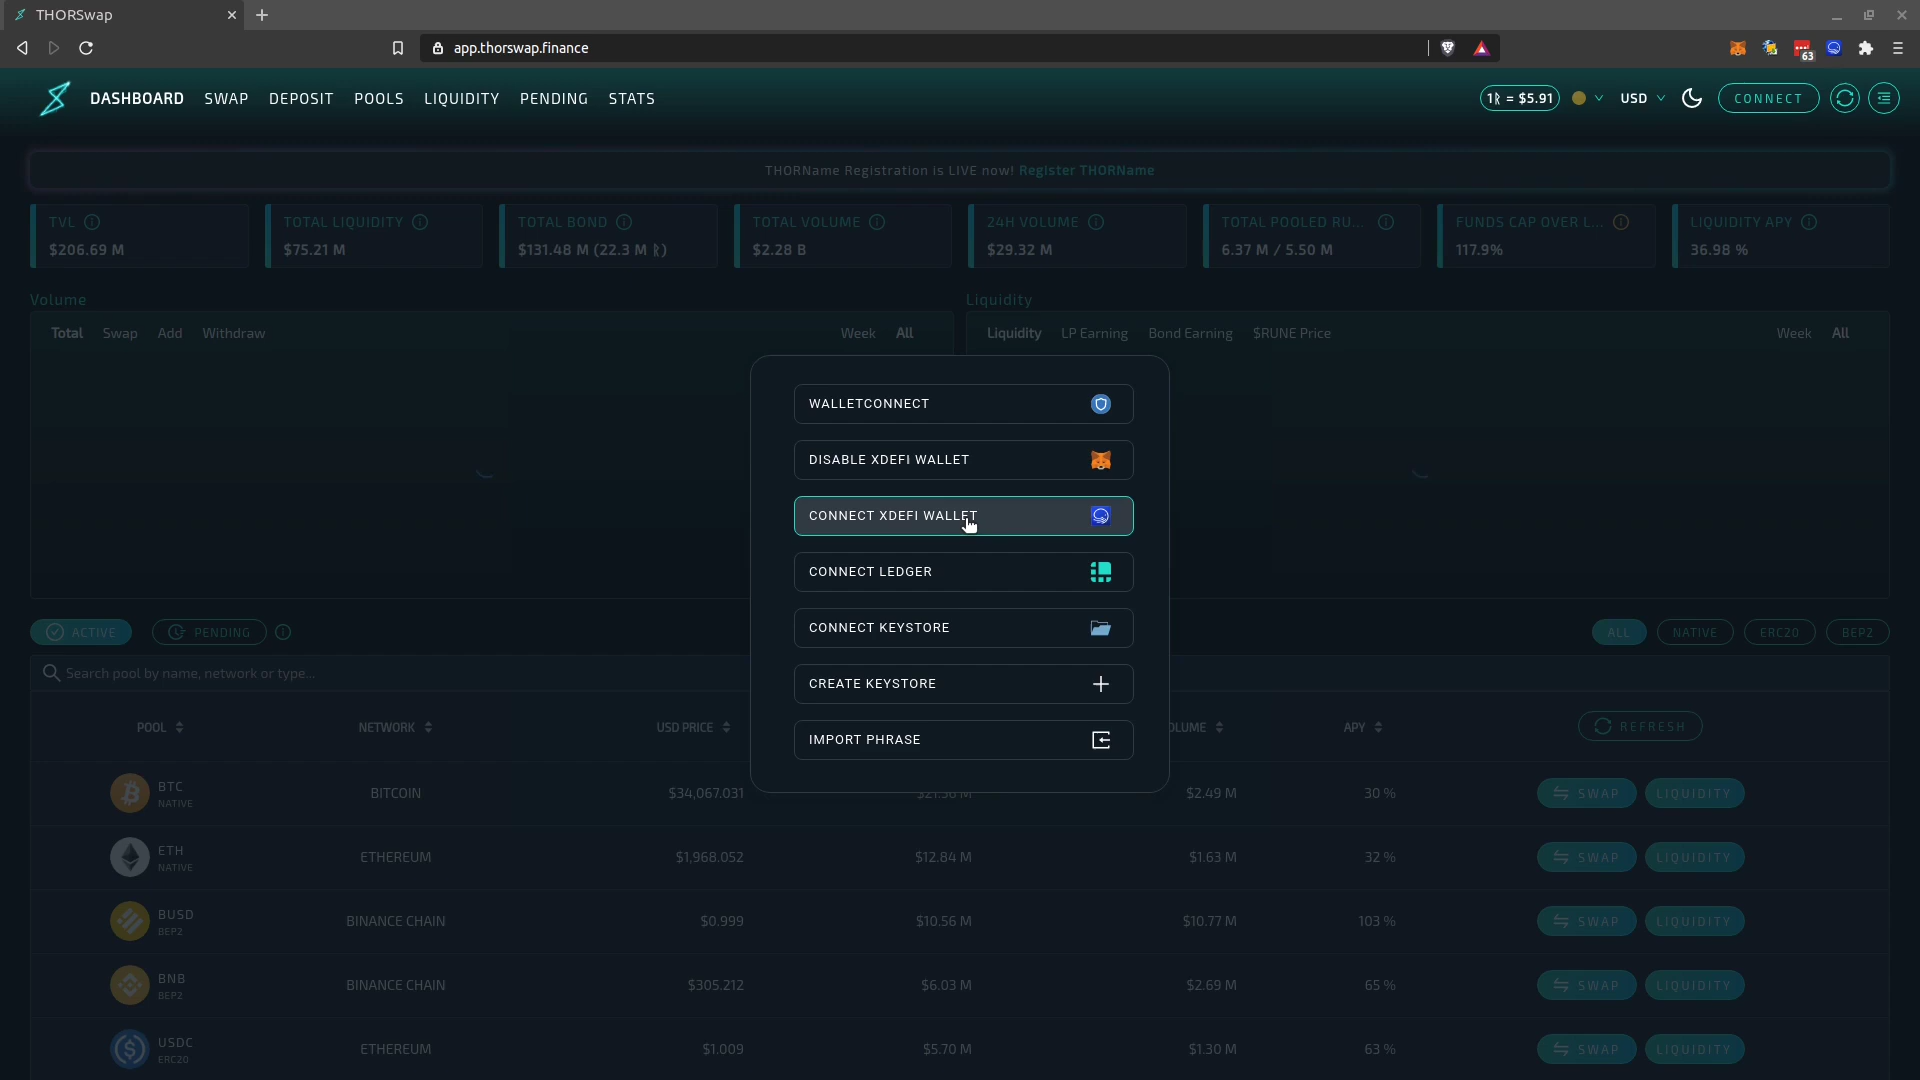 THORSwap
app.thorswap.finance
63
DASHBOARD SWAP DEPOSIT POOLS LIQUIDITY PENDING STATS
1ᚱ = $5.91 USD CONNECT
THORName Registration is LIVE now! Register THORName
TVL TOTAL LIQUIDITY TOTAL BOND TOTAL VOLUME 24H VOLUME TOTAL POOLED RU... FUNDS CAP OVER L... LIQUIDITY APY
$206.69 M $75.21 M $131.48 M (22.3 M ᚱ) $2.28 B $29.32 M 6.37 M / 5.50 M 117.9% 36.98 %
Volume Liquidity
Total Swap Add Withdraw Week All Liquidity LP Earning Bond Earning $RUNE Price Week All
WALLETCONNECT
DISABLE XDEFI WALLET
CONNECT XDEFI WALLET
CONNECT LEDGER
CONNECT KEYSTORE
CREATE KEYSTORE
IMPORT PHRASE
ACTIVE PENDING ALL NATIVE ERC20 BEP2
Search pool by name, network or type...
POOL NETWORK USD PRICE OLUME APY REFRESH
BTC
NATIVE
BITCOIN $34,067.031 $2.49 M 30 % SWAP LIQUIDITY
ETH
NATIVE
ETHEREUM $1,968.052 $12.84 M $1.63 M 32 % SWAP LIQUIDITY
BUSD
BEP2
BINANCE CHAIN $0.999 $10.56 M $10.77 M 103 % SWAP LIQUIDITY
BNB
BEP2
BINANCE CHAIN $305.212 $6.03 M $2.69 M 65 % SWAP LIQUIDITY
USDC
ERC20
ETHEREUM $1.009 $5.70 M $1.30 M 63 % SWAP LIQUIDITY